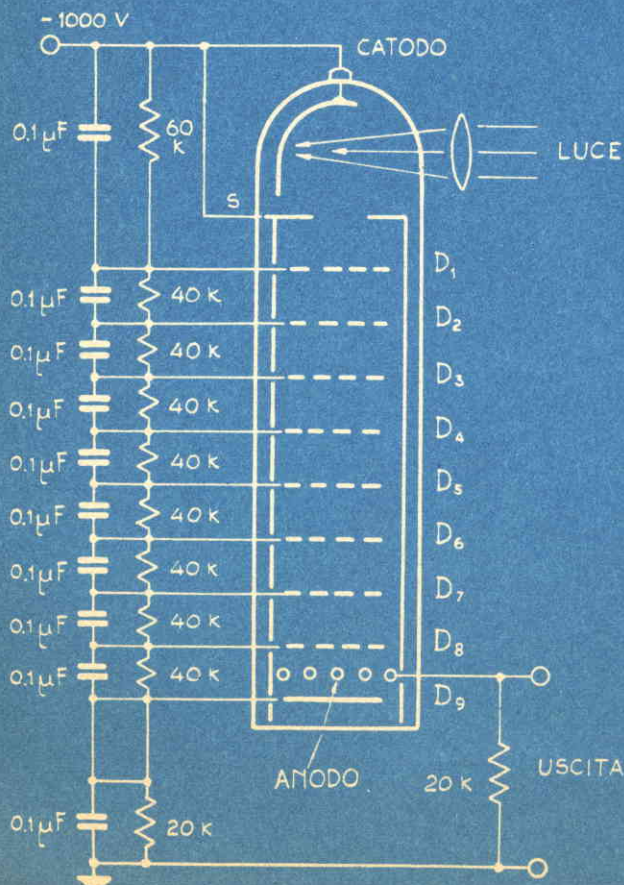 - 1000 V
CATODO
0.1 µF
60 K
LUCE
S
D1
0.1 µF
40 K
D2
0.1 µF
40 K
D3
0.1 µF
40 K
D4
0.1 µF
40 K
D5
0.1 µF
40 K
D6
0.1 µF
40 K
D7
0.1 µF
40 K
D8
0.1 µF
40 K
D9
ANODO
20 K
USCITA
0.1 µF
20 K